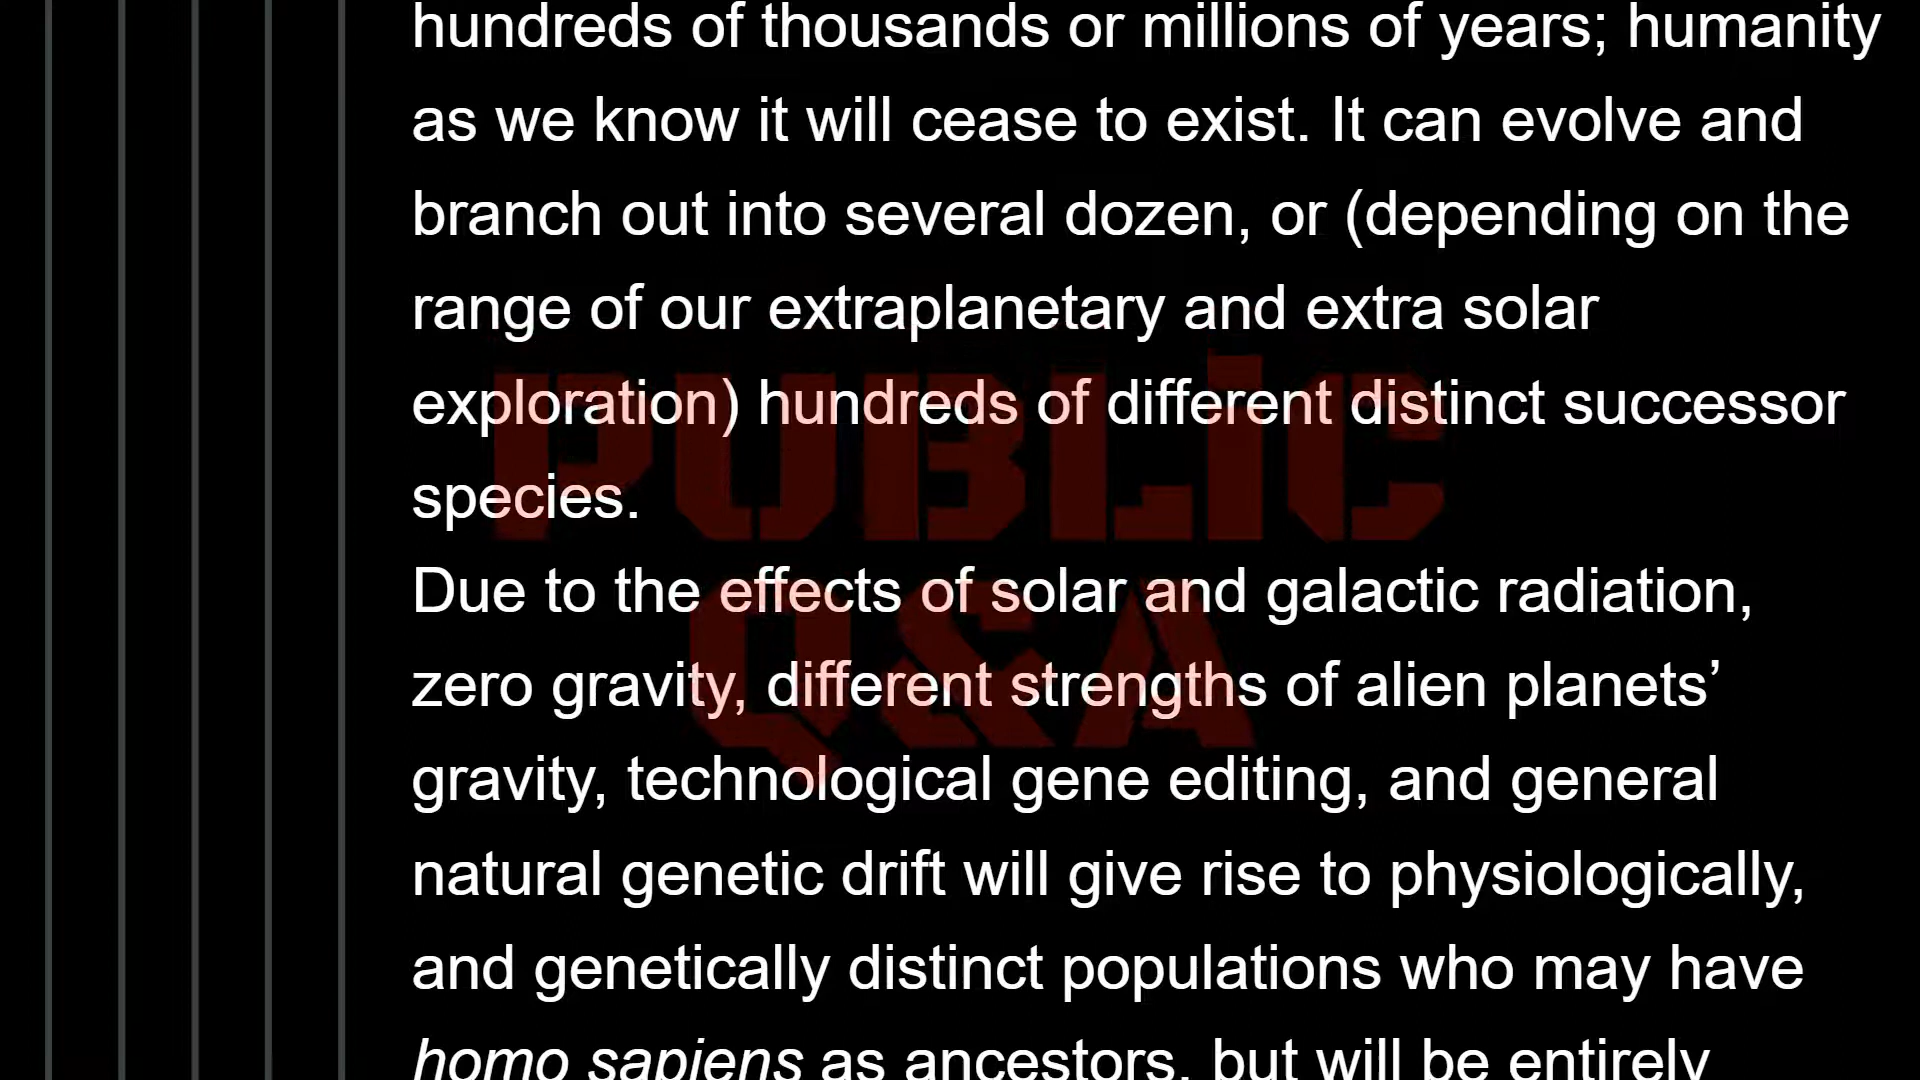 hundreds of thousands or millions of years; humanity
as we know it will cease to exist. It can evolve and
branch out into several dozen, or (depending on the
range of our extraplanetary and extra solar
exploration) hundreds of different distinct successor
species.
PUBLiC
Q&A
Due to the effects of solar and galactic radiation,
zero gravity, different strengths of alien planets’
gravity, technological gene editing, and general
natural genetic drift will give rise to physiologically,
and genetically distinct populations who may have
homo sapiens as ancestors, but will be entirely